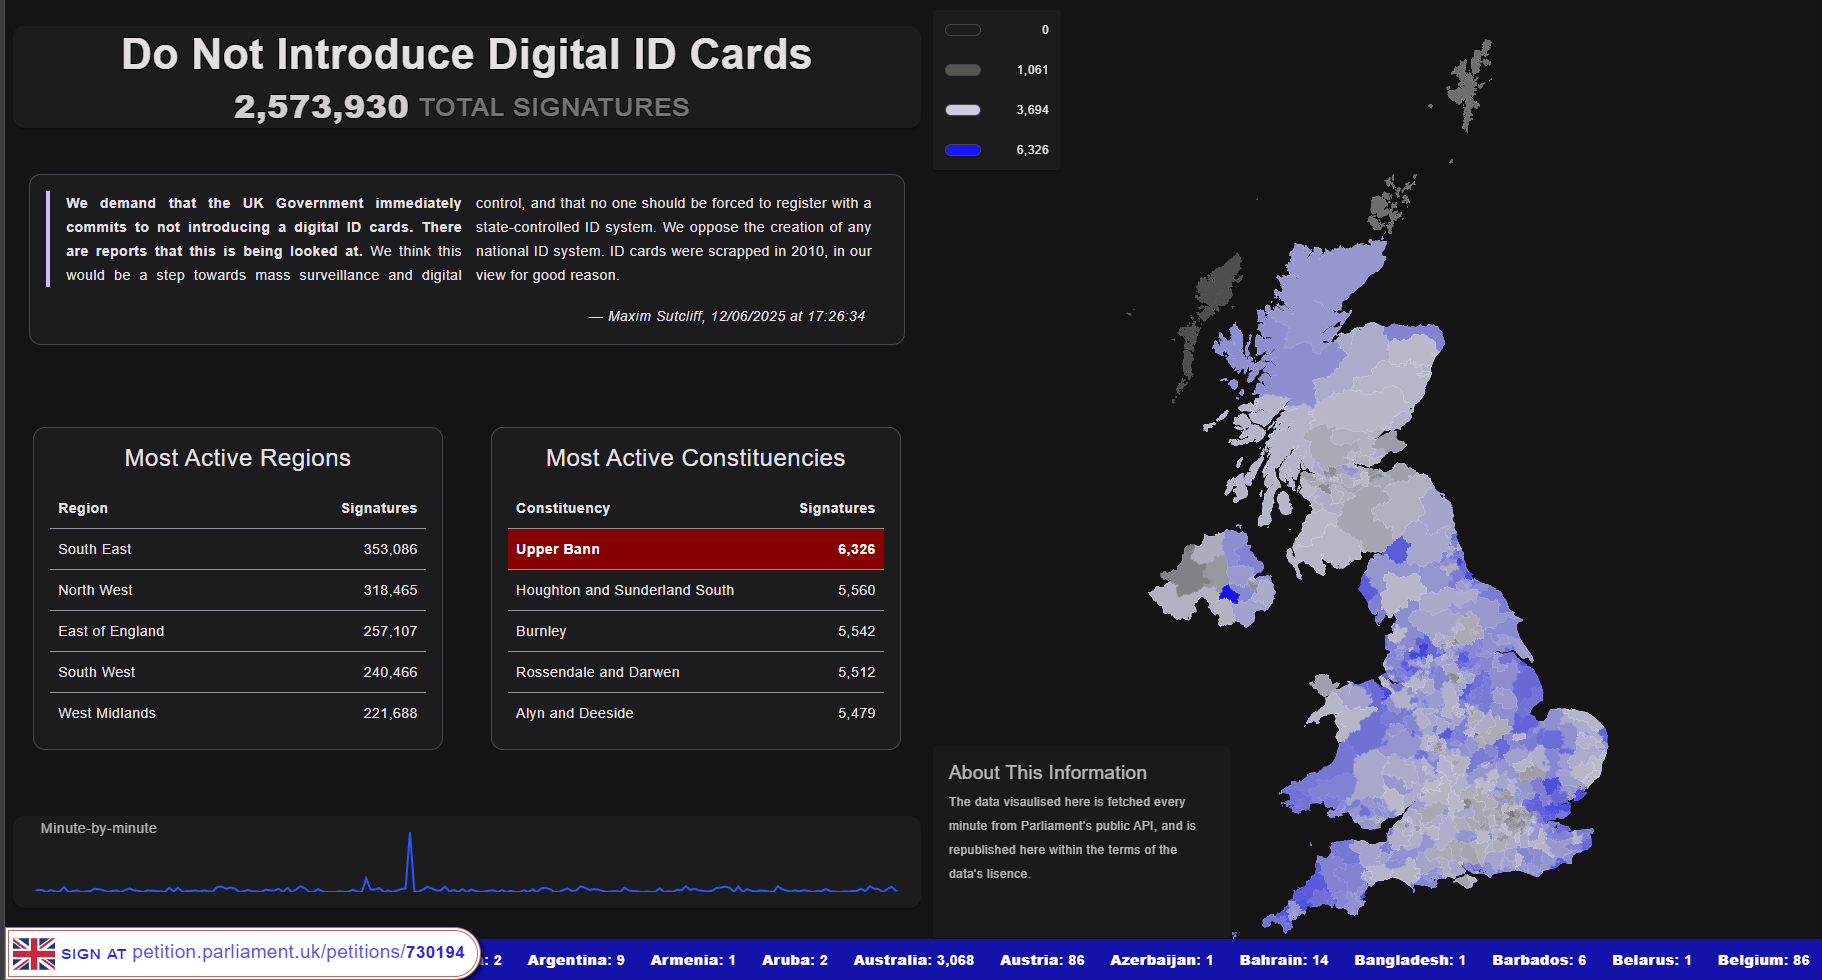 Do Not Introduce Digital ID Cards
2,573,930 TOTAL SIGNATURES
We demand that the UK Government immediately
commits to not introducing a digital ID cards. There
are reports that this is being looked at. We think this
would be a step towards mass surveillance and digital
control, and that no one should be forced to register with a
state-controlled ID system. We oppose the creation of any
national ID system. ID cards were scrapped in 2010, in our
view for good reason.
— Maxim Sutcliff, 12/06/2025 at 17:26:34
Most Active Regions
Region Signatures
South East 353,086
North West 318,465
East of England 257,107
South West 240,466
West Midlands 221,688
Most Active Constituencies
Constituency Signatures
Upper Bann 6,326
Houghton and Sunderland South 5,560
Burnley 5,542
Rossendale and Darwen 5,512
Alyn and Deeside 5,479
Minute-by-minute
0
1,061
3,694
6,326
About This Information
The data visaulised here is fetched every
minute from Parliament's public API, and is
republished here within the terms of the
data's lisence.
SIGN AT petition.parliament.uk/petitions/730194
: 2 Argentina: 9 Armenia: 1 Aruba: 2 Australia: 3,068 Austria: 86 Azerbaijan: 1 Bahrain: 14 Bangladesh: 1 Barbados: 6 Belarus: 1 Belgium: 86